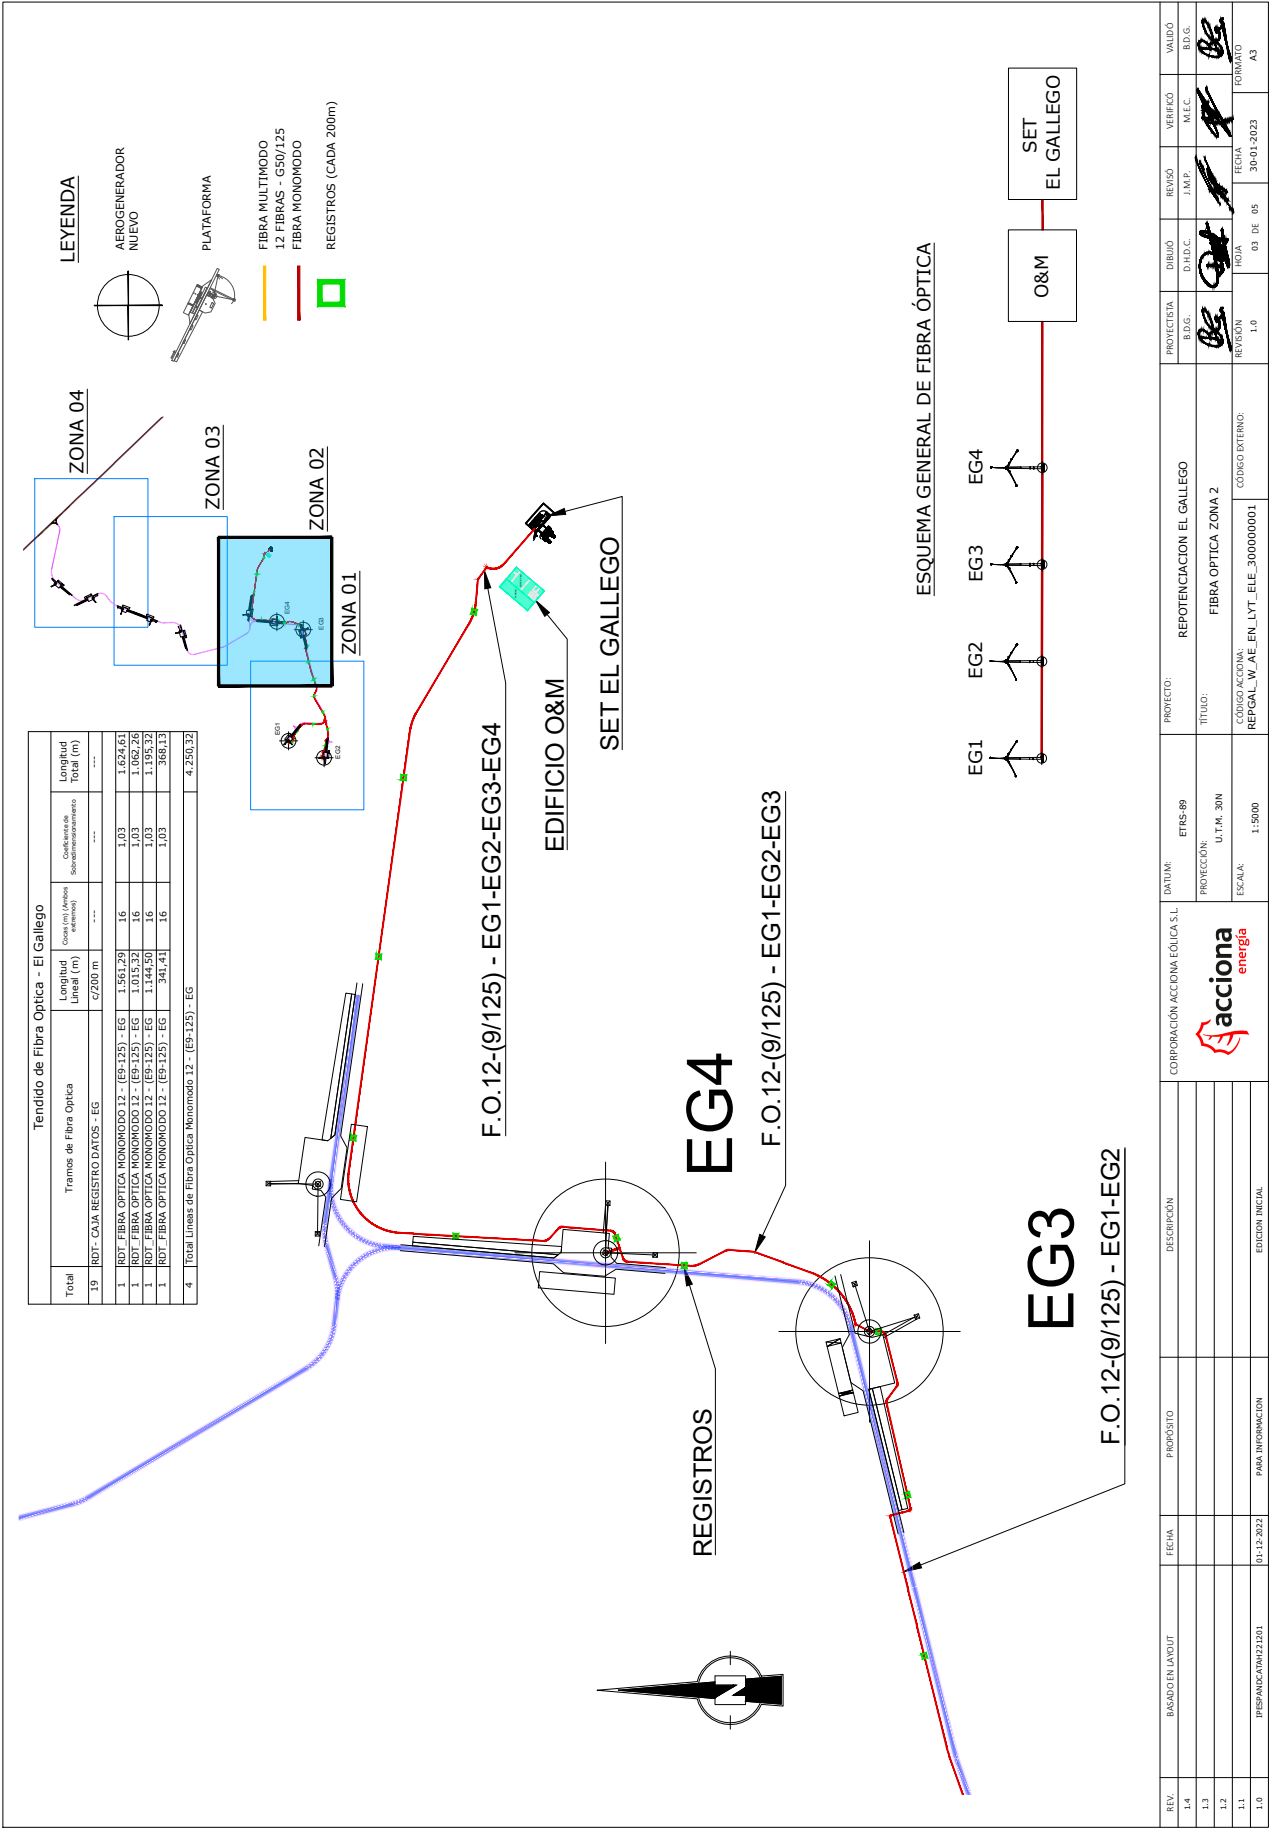 Tendido de Fibra Optica - El Gallego
Total
Tramos de Fibra Optica
Longitud
Lineal (m)
Cocas (m) (Ambos
extremos)
Coeficiente de
Sobredimensionamiento
Longitud
Total (m)
19 RDT- CAJA REGISTRO DATOS - EG c/200 m --- --- ---
1 RDT_FIBRA OPTICA MONOMODO 12 - (E9-125) - EG 1.561,29 16 1,03 1.624,61
1 RDT_FIBRA OPTICA MONOMODO 12 - (E9-125) - EG 1.015,32 16 1,03 1.062,26
1 RDT_FIBRA OPTICA MONOMODO 12 - (E9-125) - EG 1.144,50 16 1,03 1.195,32
1 RDT_FIBRA OPTICA MONOMODO 12 - (E9-125) - EG 341,41 16 1,03 368,13
4 Total Lineas de Fibra Optica Monomodo 12 - (E9-125) - EG 4.250,32
ZONA 04
ZONA 03
ZONA 02
ZONA 01
EG1
EG2
EG3
EG4
LEYENDA
AEROGENERADOR
NUEVO
PLATAFORMA
FIBRA MULTIMODO
12 FIBRAS - G50/125
FIBRA MONOMODO
REGISTROS (CADA 200m)
F.O.12-(9/125) - EG1-EG2-EG3-EG4
EDIFICIO O&M
SET EL GALLEGO
EG4
F.O.12-(9/125) - EG1-EG2-EG3
REGISTROS
EG3
F.O.12-(9/125) - EG1-EG2
N
ESQUEMA GENERAL DE FIBRA ÓPTICA
EG1
EG2
EG3
EG4
O&M
SET
EL GALLEGO
REV.
BASADO EN LAYOUT
FECHA
PROPÓSITO
DESCRIPCIÓN
1.4
1.3
1.2
1.1
1.0 IPESPANDCATAH221201 01-12-2022 PARA INFORMACION EDICION INICIAL
CORPORACIÓN ACCIONA EÓLICA S.L.
acciona
energía
DATUM:
ETRS-89
PROYECCIÓN:
U.T.M. 30N
ESCALA:
1:5000
PROYECTO:
REPOTENCIACION EL GALLEGO
TÍTULO:
FIBRA OPTICA ZONA 2
CÓDIGO ACCIONA:
REPGAL_W_AE_EN_LYT_ELE_300000001
CÓDIGO EXTERNO:
PROYECTISTA
B.D.G.
DIBUJÓ
D.H.D.C.
REVISÓ
J.M.P.
VERIFICÓ
M.E.C.
VALIDÓ
B.D.G.
REVISIÓN
1.0
HOJA
03 DE 05
FECHA
30-01-2023
FORMATO
A3